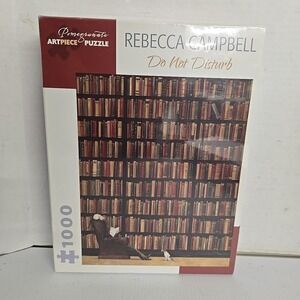 Pomegranate
ARTPIECE PUZZLE
REBECCA CAMPBELL
Do Not Disturb
1000